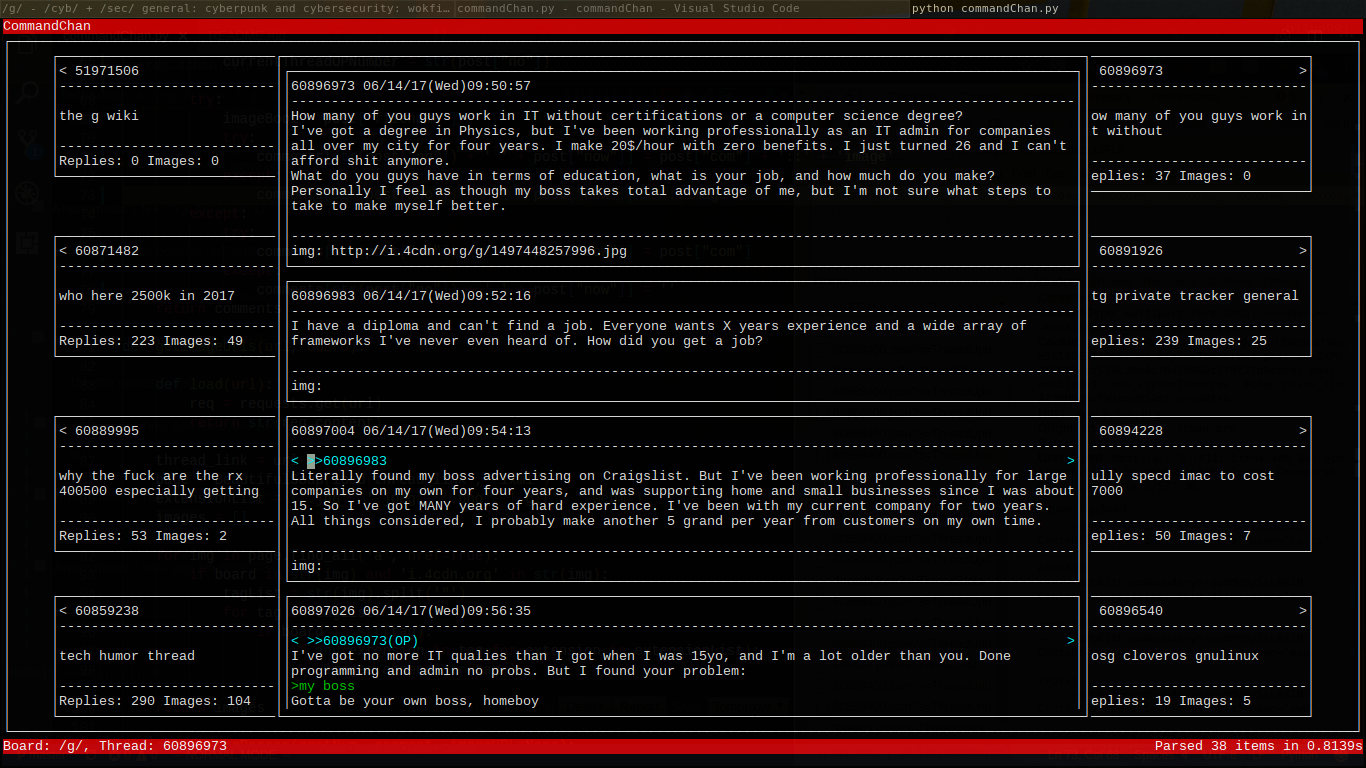 /g/ - /cyb/ + /sec/ general: cyberpunk and cybersecurity: wokfi…
commandChan.py - commandChan - Visual Studio Code
python commandChan.py
CommandChan
< 51971506
the g wiki
Replies: 0 Images: 0
< 60871482
who here 2500k in 2017
Replies: 223 Images: 49
< 60889995
why the fuck are the rx
400500 especially getting
Replies: 53 Images: 2
< 60859238
tech humor thread
Replies: 290 Images: 104
60896973 06/14/17(Wed)09:50:57
How many of you guys work in IT without certifications or a computer science degree?
I've got a degree in Physics, but I've been working professionally as an IT admin for companies
all over my city for four years. I make 20$/hour with zero benefits. I just turned 26 and I can't
afford shit anymore.
What do you guys have in terms of education, what is your job, and how much do you make?
Personally I feel as though my boss takes total advantage of me, but I'm not sure what steps to
take to make myself better.
img: http://i.4cdn.org/g/1497448257996.jpg
60896983 06/14/17(Wed)09:52:16
I have a diploma and can't find a job. Everyone wants X years experience and a wide array of
frameworks I've never even heard of. How did you get a job?
img:
60897004 06/14/17(Wed)09:54:13
< >>60896983 >
Literally found my boss advertising on Craigslist. But I've been working professionally for large
companies on my own for four years, and was supporting home and small businesses since I was about
15. So I've got MANY years of hard experience. I've been with my current company for two years.
All things considered, I probably make another 5 grand per year from customers on my own time.
img:
60897026 06/14/17(Wed)09:56:35
< >>60896973(OP) >
I've got no more IT qualies than I got when I was 15yo, and I'm a lot older than you. Done
programming and admin no probs. But I found your problem:
>my boss
Gotta be your own boss, homeboy
60896973 >
ow many of you guys work in
t without
eplies: 37 Images: 0
60891926 >
tg private tracker general
eplies: 239 Images: 25
60894228 >
ully specd imac to cost
7000
eplies: 50 Images: 7
60896540 >
osg cloveros gnulinux
eplies: 19 Images: 5
Board: /g/, Thread: 60896973
Parsed 38 items in 0.8139s